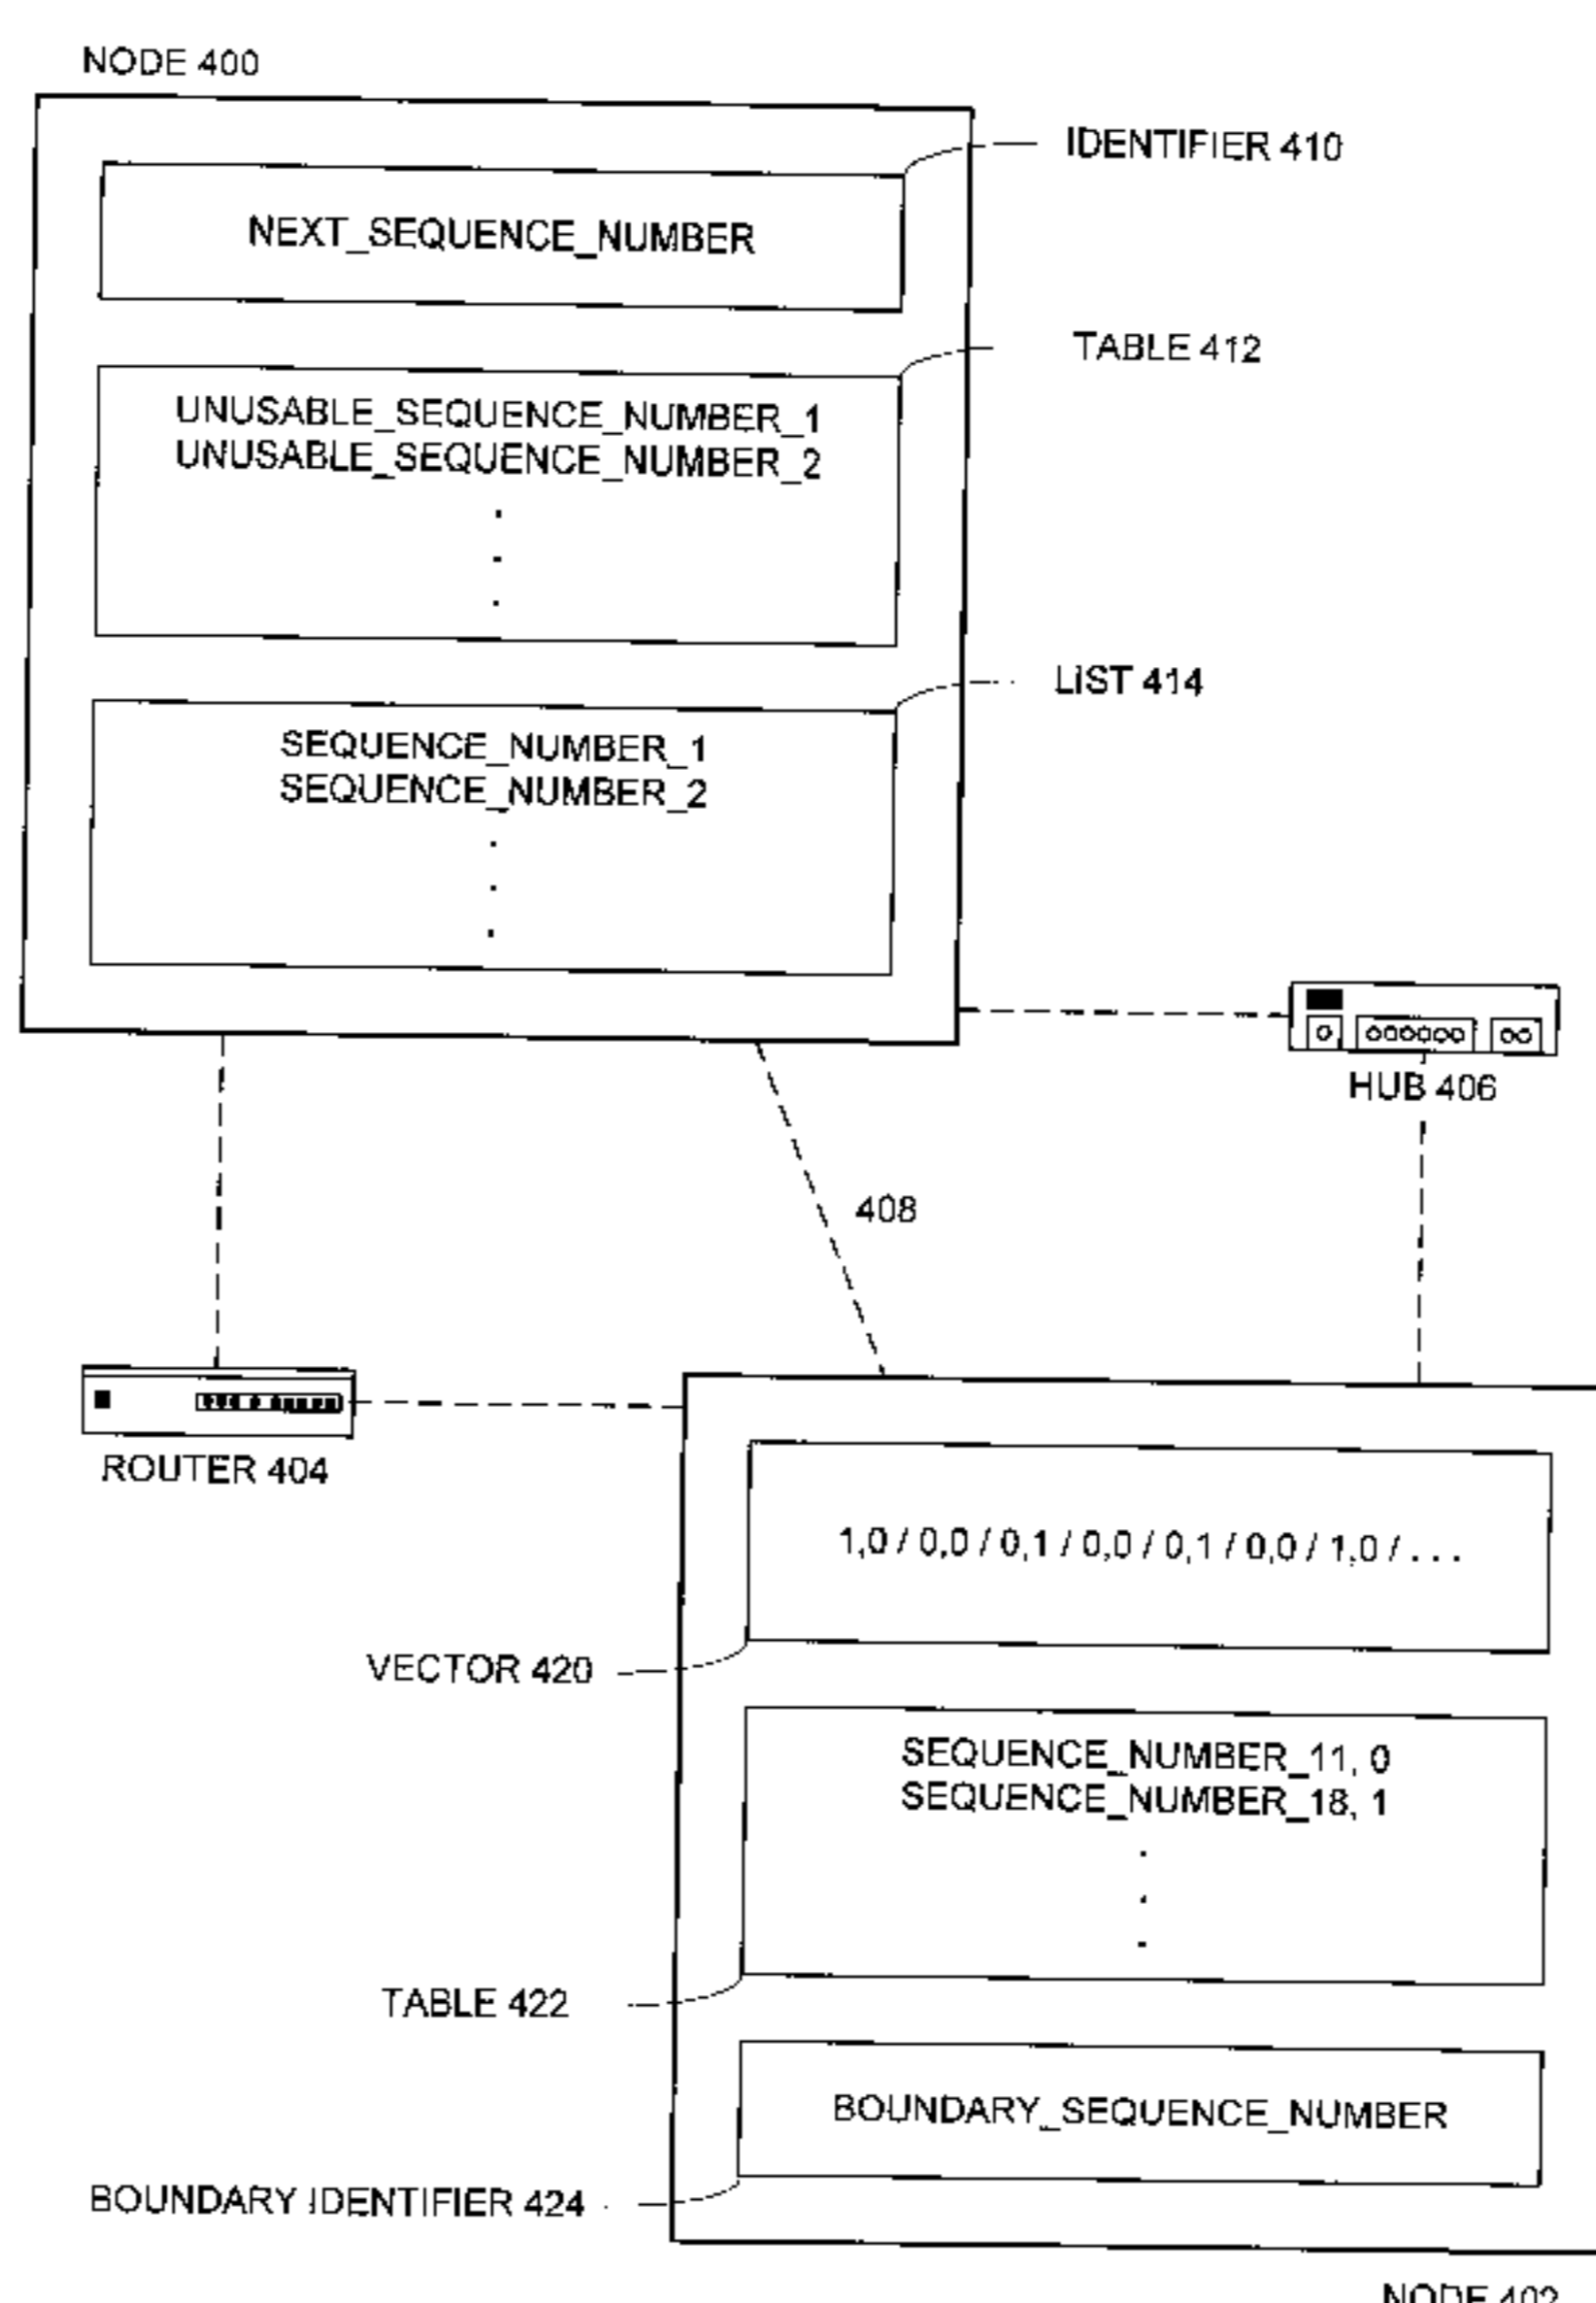 NODE 400
IDENTIFIER 410
NEXT_SEQUENCE_NUMBER
TABLE 412
UNUSABLE_SEQUENCE_NUMBER_1
UNUSABLE_SEQUENCE_NUMBER_2
LIST 414
SEQUENCE_NUMBER_1
SEQUENCE_NUMBER_2
HUB 406
408
ROUTER 404
1,0 / 0,0 / 0,1 / 0,0 / 0,1 / 0,0 / 1,0 / . . .
VECTOR 420
SEQUENCE_NUMBER_11, 0
SEQUENCE_NUMBER_18, 1
TABLE 422
BOUNDARY_SEQUENCE_NUMBER
BOUNDARY IDENTIFIER 424
NODE 402